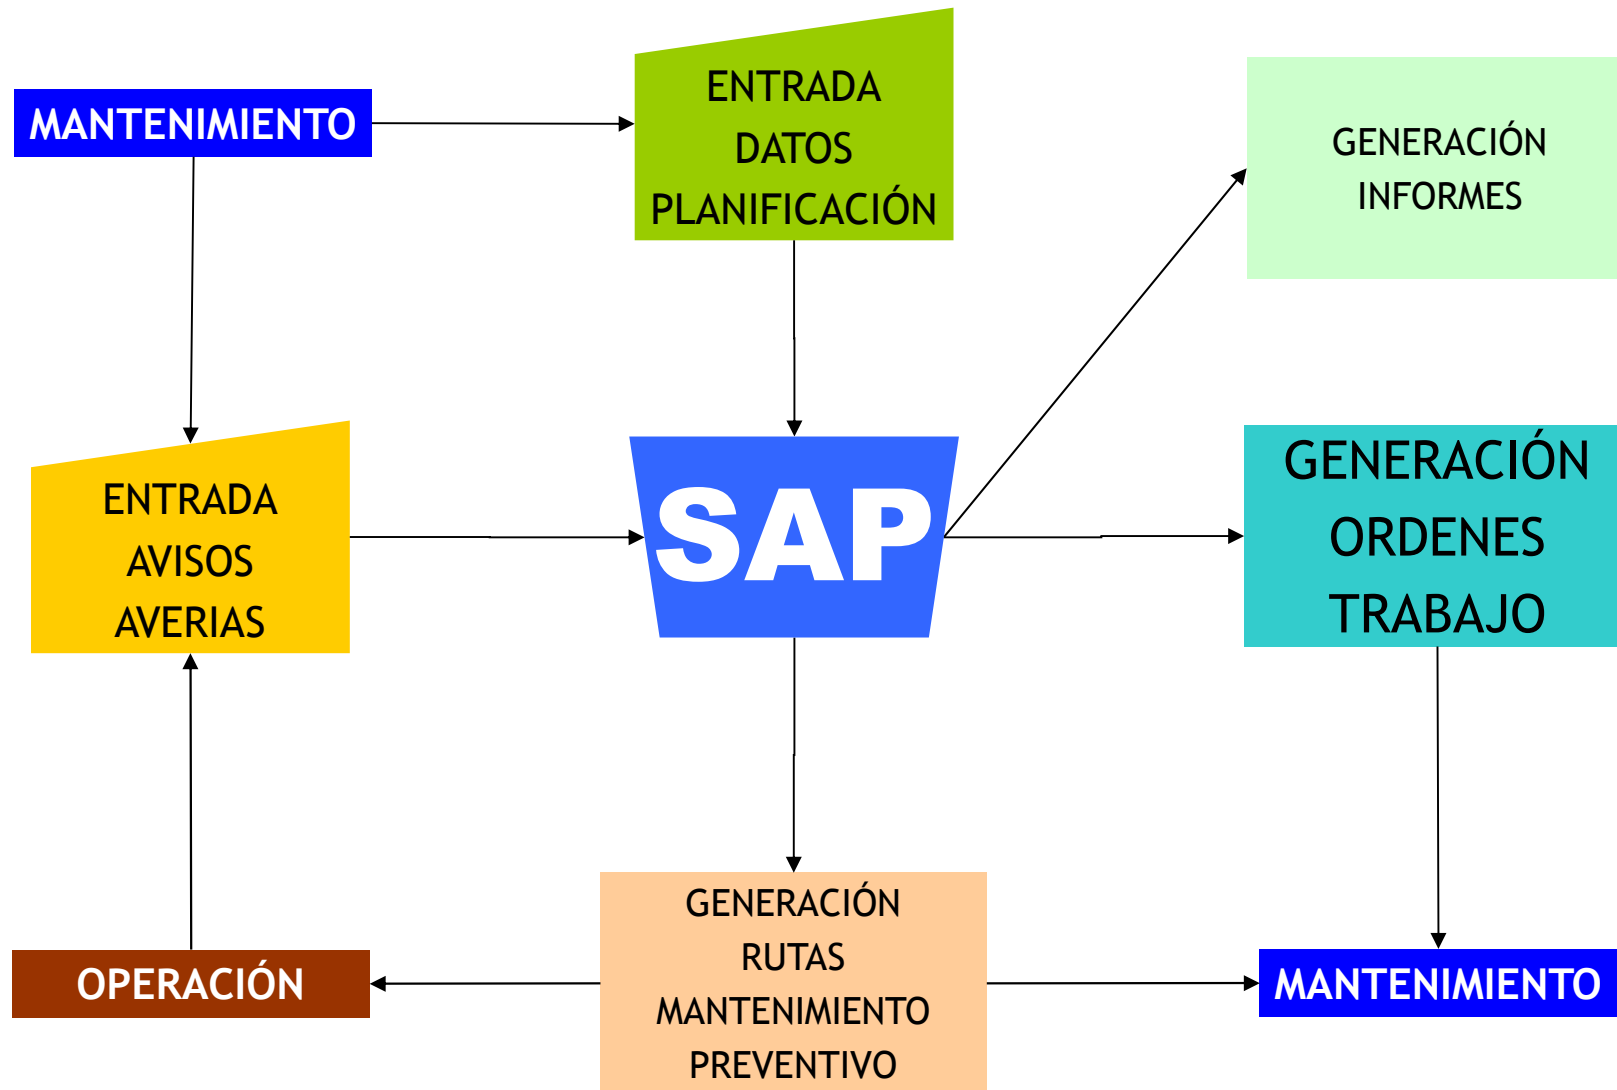 MANTENIMIENTO
ENTRADA
DATOS
PLANIFICACIÓN
GENERACIÓN
INFORMES
ENTRADA
AVISOS
AVERIAS
SAP
GENERACIÓN
ORDENES
TRABAJO
OPERACIÓN
GENERACIÓN
RUTAS
MANTENIMIENTO
PREVENTIVO
MANTENIMIENTO